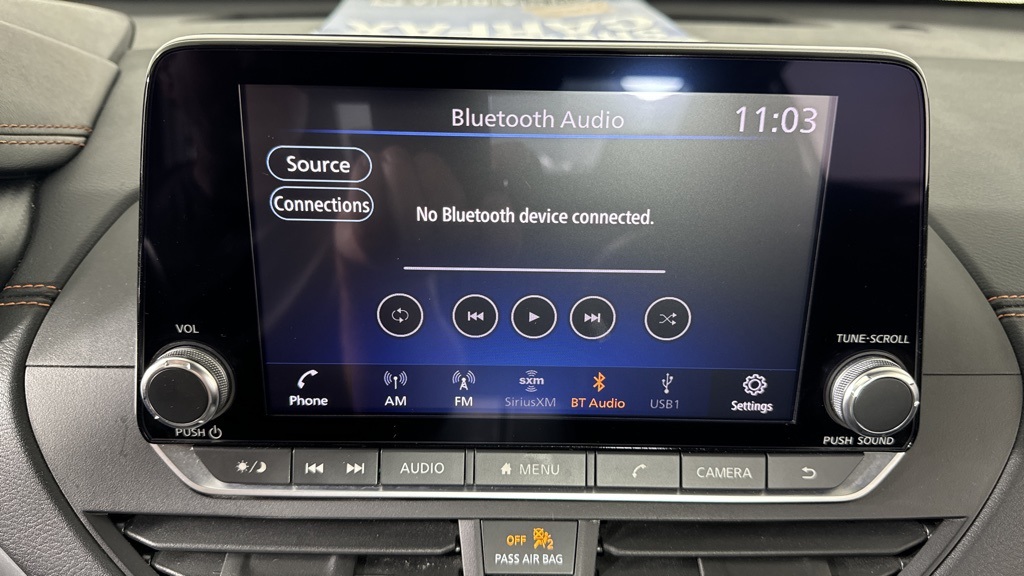 Bluetooth Audio 11:03
Source
Connections
No Bluetooth device connected.
VOL
TUNE-SCROLL
Phone
AM
FM
sxm
SiriusXM
BT Audio
USB1
Settings
PUSH
PUSH SOUND
AUDIO
MENU
CAMERA
OFF 2
PASS AIR BAG